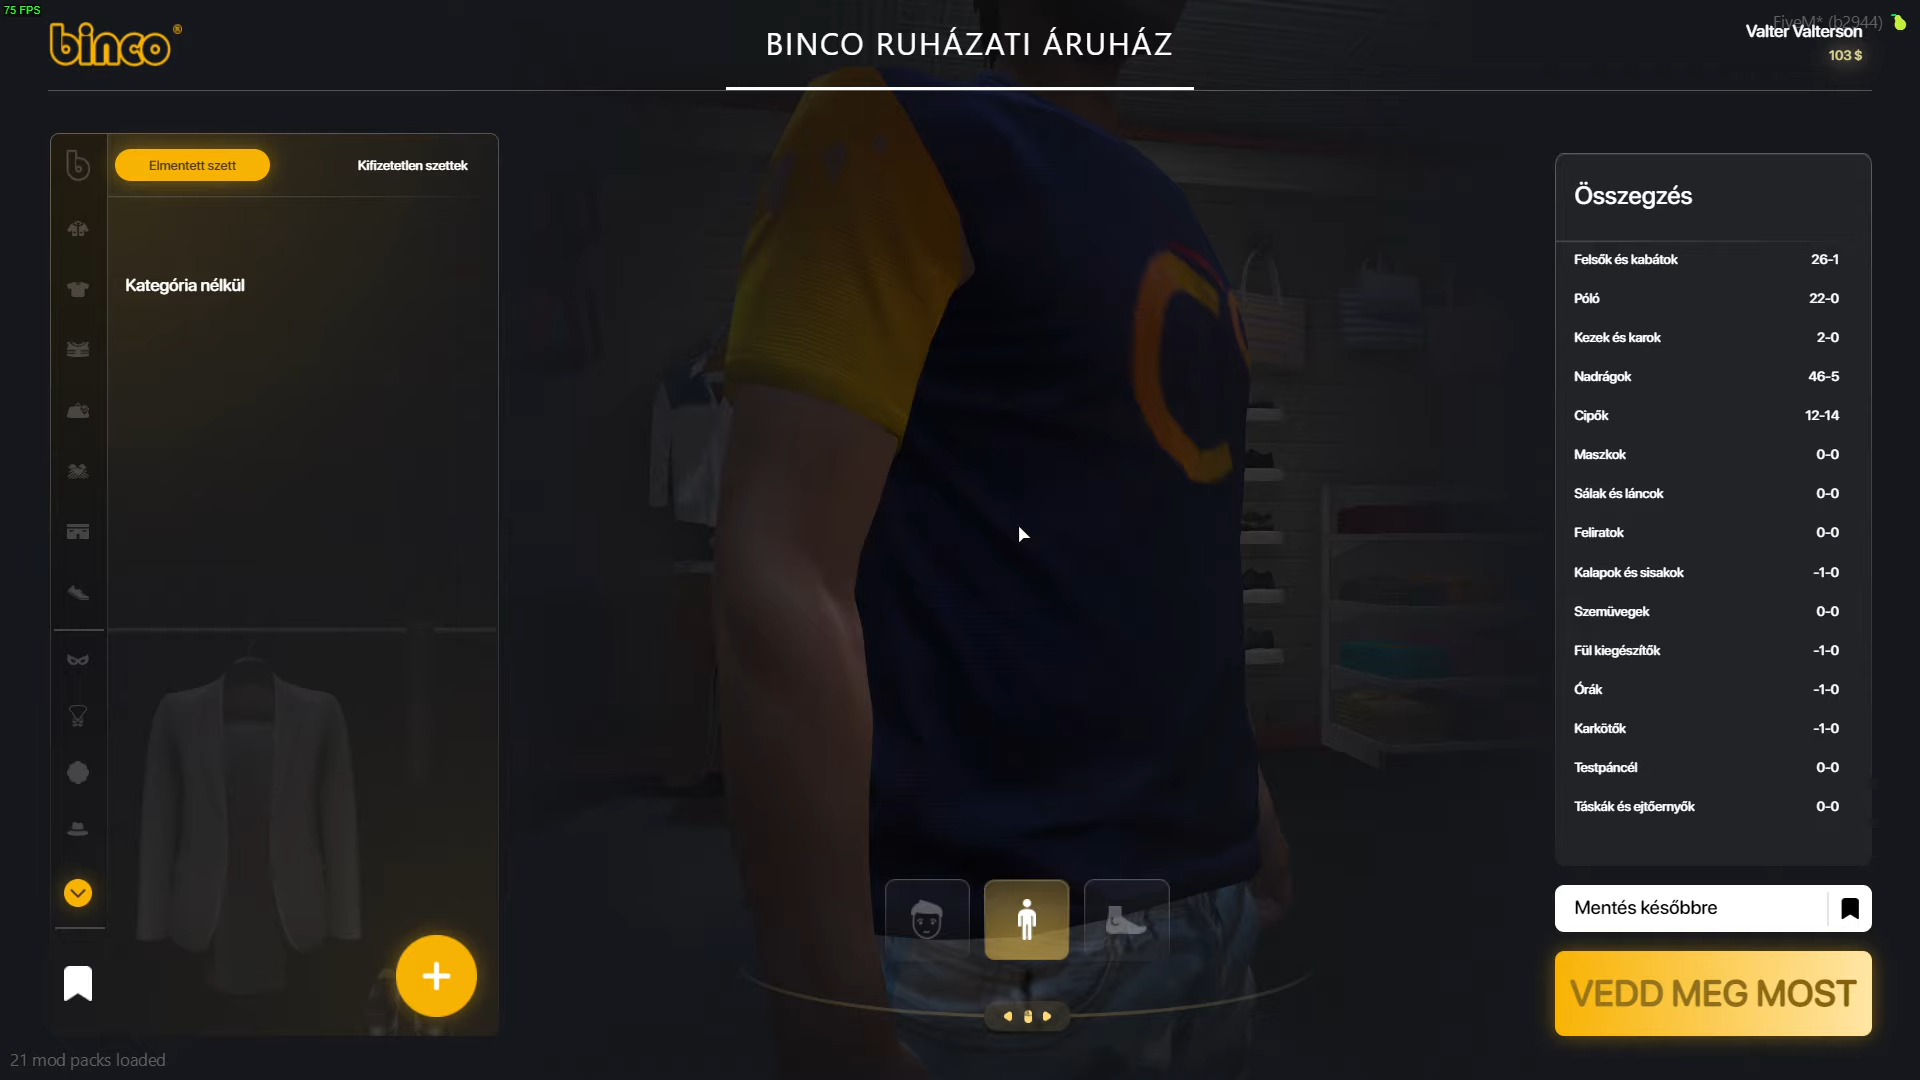 75 FPS
binco®
BINCO RUHÁZATI ÁRUHÁZ
FiveM* (b2944)
Valter Valterson
103 $
Elmentett szett
Kifizetetlen szettek
Kategória nélkül
Összegzés
Felsők és kabátok 26-1
Póló 22-0
Kezek és karok 2-0
Nadrágok 46-5
Cipők 12-14
Maszkok 0-0
Sálak és láncok 0-0
Feliratok 0-0
Kalapok és sisakok -1-0
Szemüvegek 0-0
Fül kiegészítők -1-0
Órák -1-0
Karkötők -1-0
Testpáncél 0-0
Táskák és ejtőernyők 0-0
Mentés későbbre
VEDD MEG MOST
21 mod packs loaded